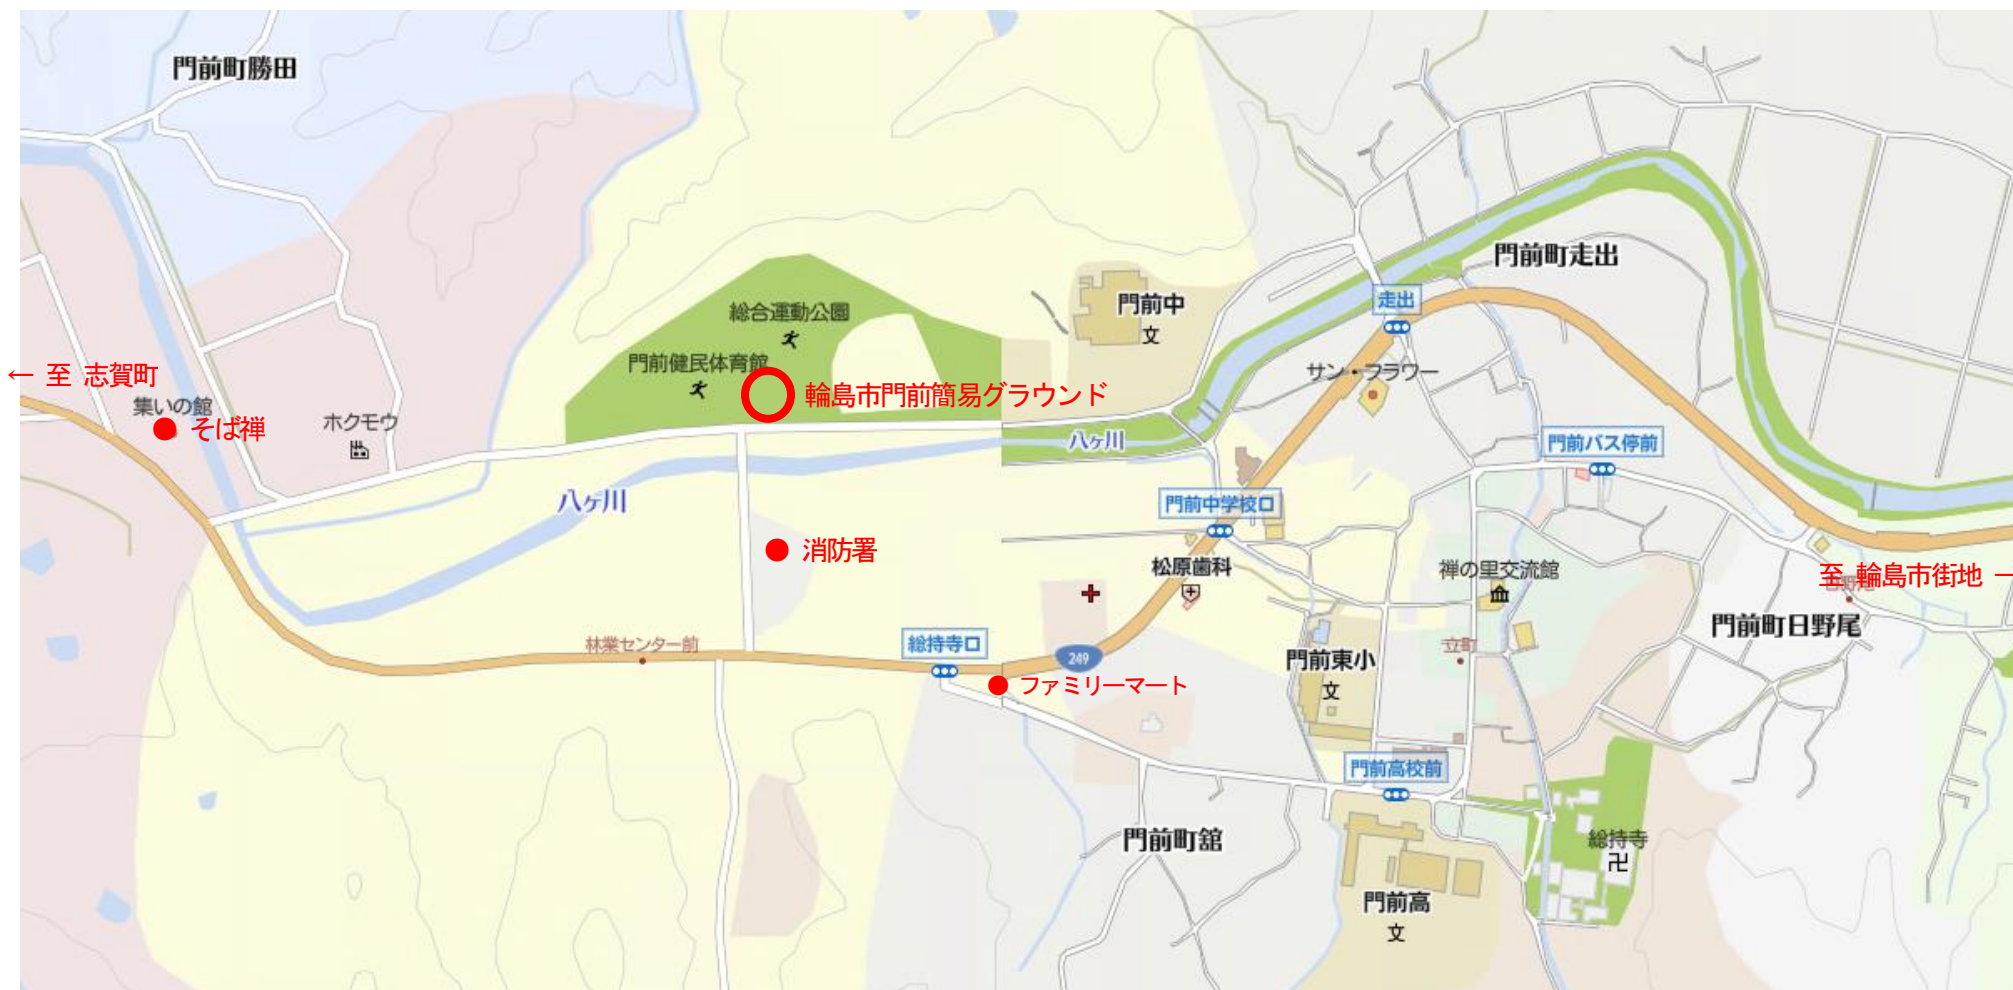 門前町勝田
門前町走出
走出
門前中
文
総合運動公園
門前健民体育館
サン・フラワー
← 至 志賀町
輪島市門前簡易グラウンド
集いの館
そば禅
ホクモウ
八ヶ川
門前バス停前
八ヶ川
門前中学校口
消防署
松原歯科
禅の里交流館
至 輪島市街地 →
門前町日野尾
林業センター前
総持寺口
249
門前東小
文
立町
ファミリーマート
門前高校前
門前町舘
総持寺
卍
門前高
文